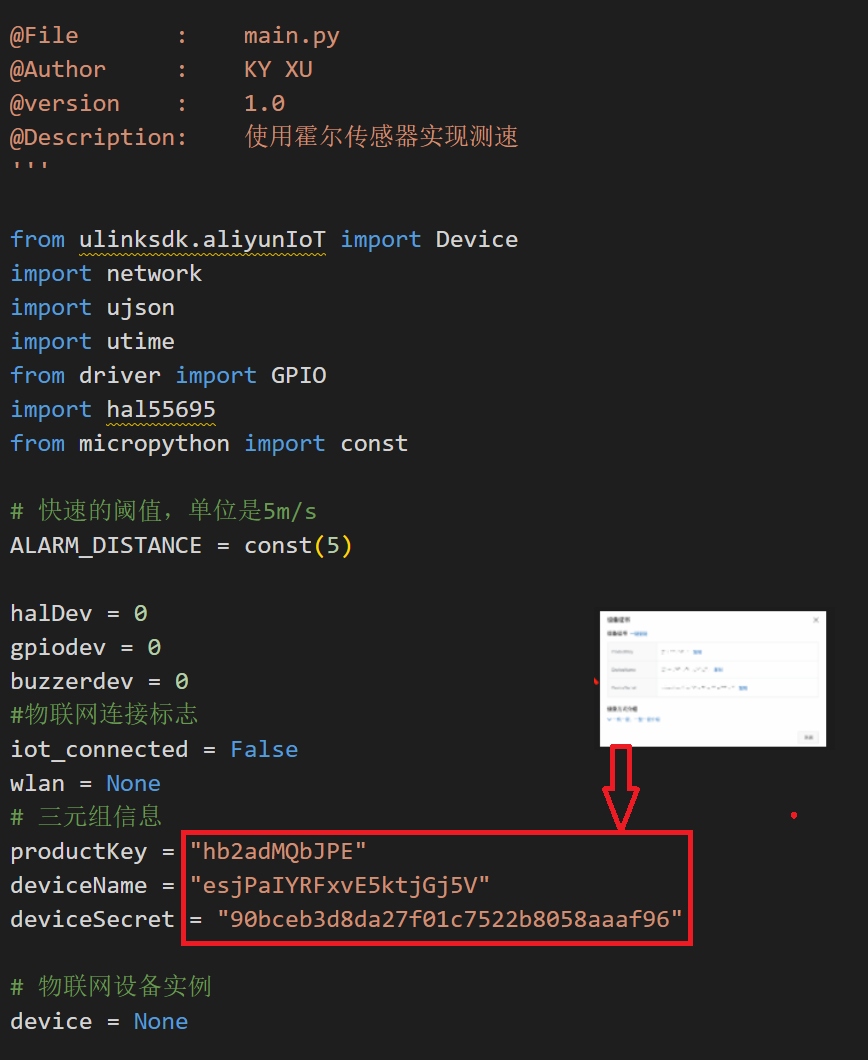 @File : main.py
@Author : KY XU
@version : 1.0
@Description: 使用霍尔传感器实现测速
'''
from ulinksdk.aliyunIoT import Device
import network
import ujson
import utime
from driver import GPIO
import hal55695
from micropython import const
# 快速的阈值，单位是5m/s
ALARM_DISTANCE = const(5)
halDev = 0
gpiodev = 0
buzzerdev = 0
#物联网连接标志
iot_connected = False
wlan = None
# 三元组信息
productKey = "hb2adMQbJPE"
deviceName = "esjPaIYRFxvE5ktjGj5V"
deviceSecret = "90bceb3d8da27f01c7522b8058aaaf96"
# 物联网设备实例
device = None